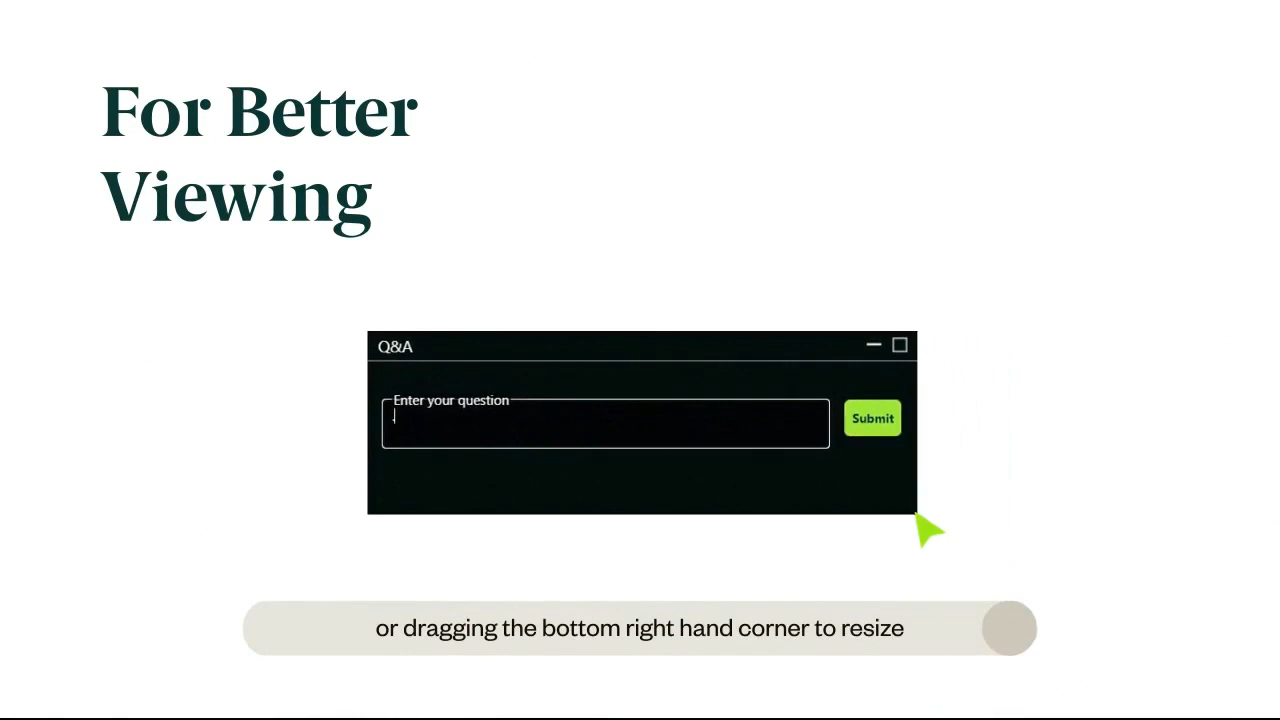 For Better
Viewing
Q&A
Enter your question
Submit
or dragging the bottom right hand corner to resize